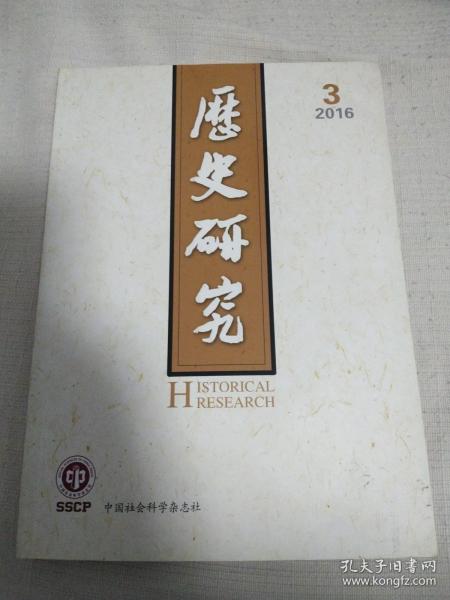 3
2016
歷史研究
HISTORICAL
RESEARCH
SSCP
中国社会科学杂志社
孔夫子旧书网
www.kongfz.com